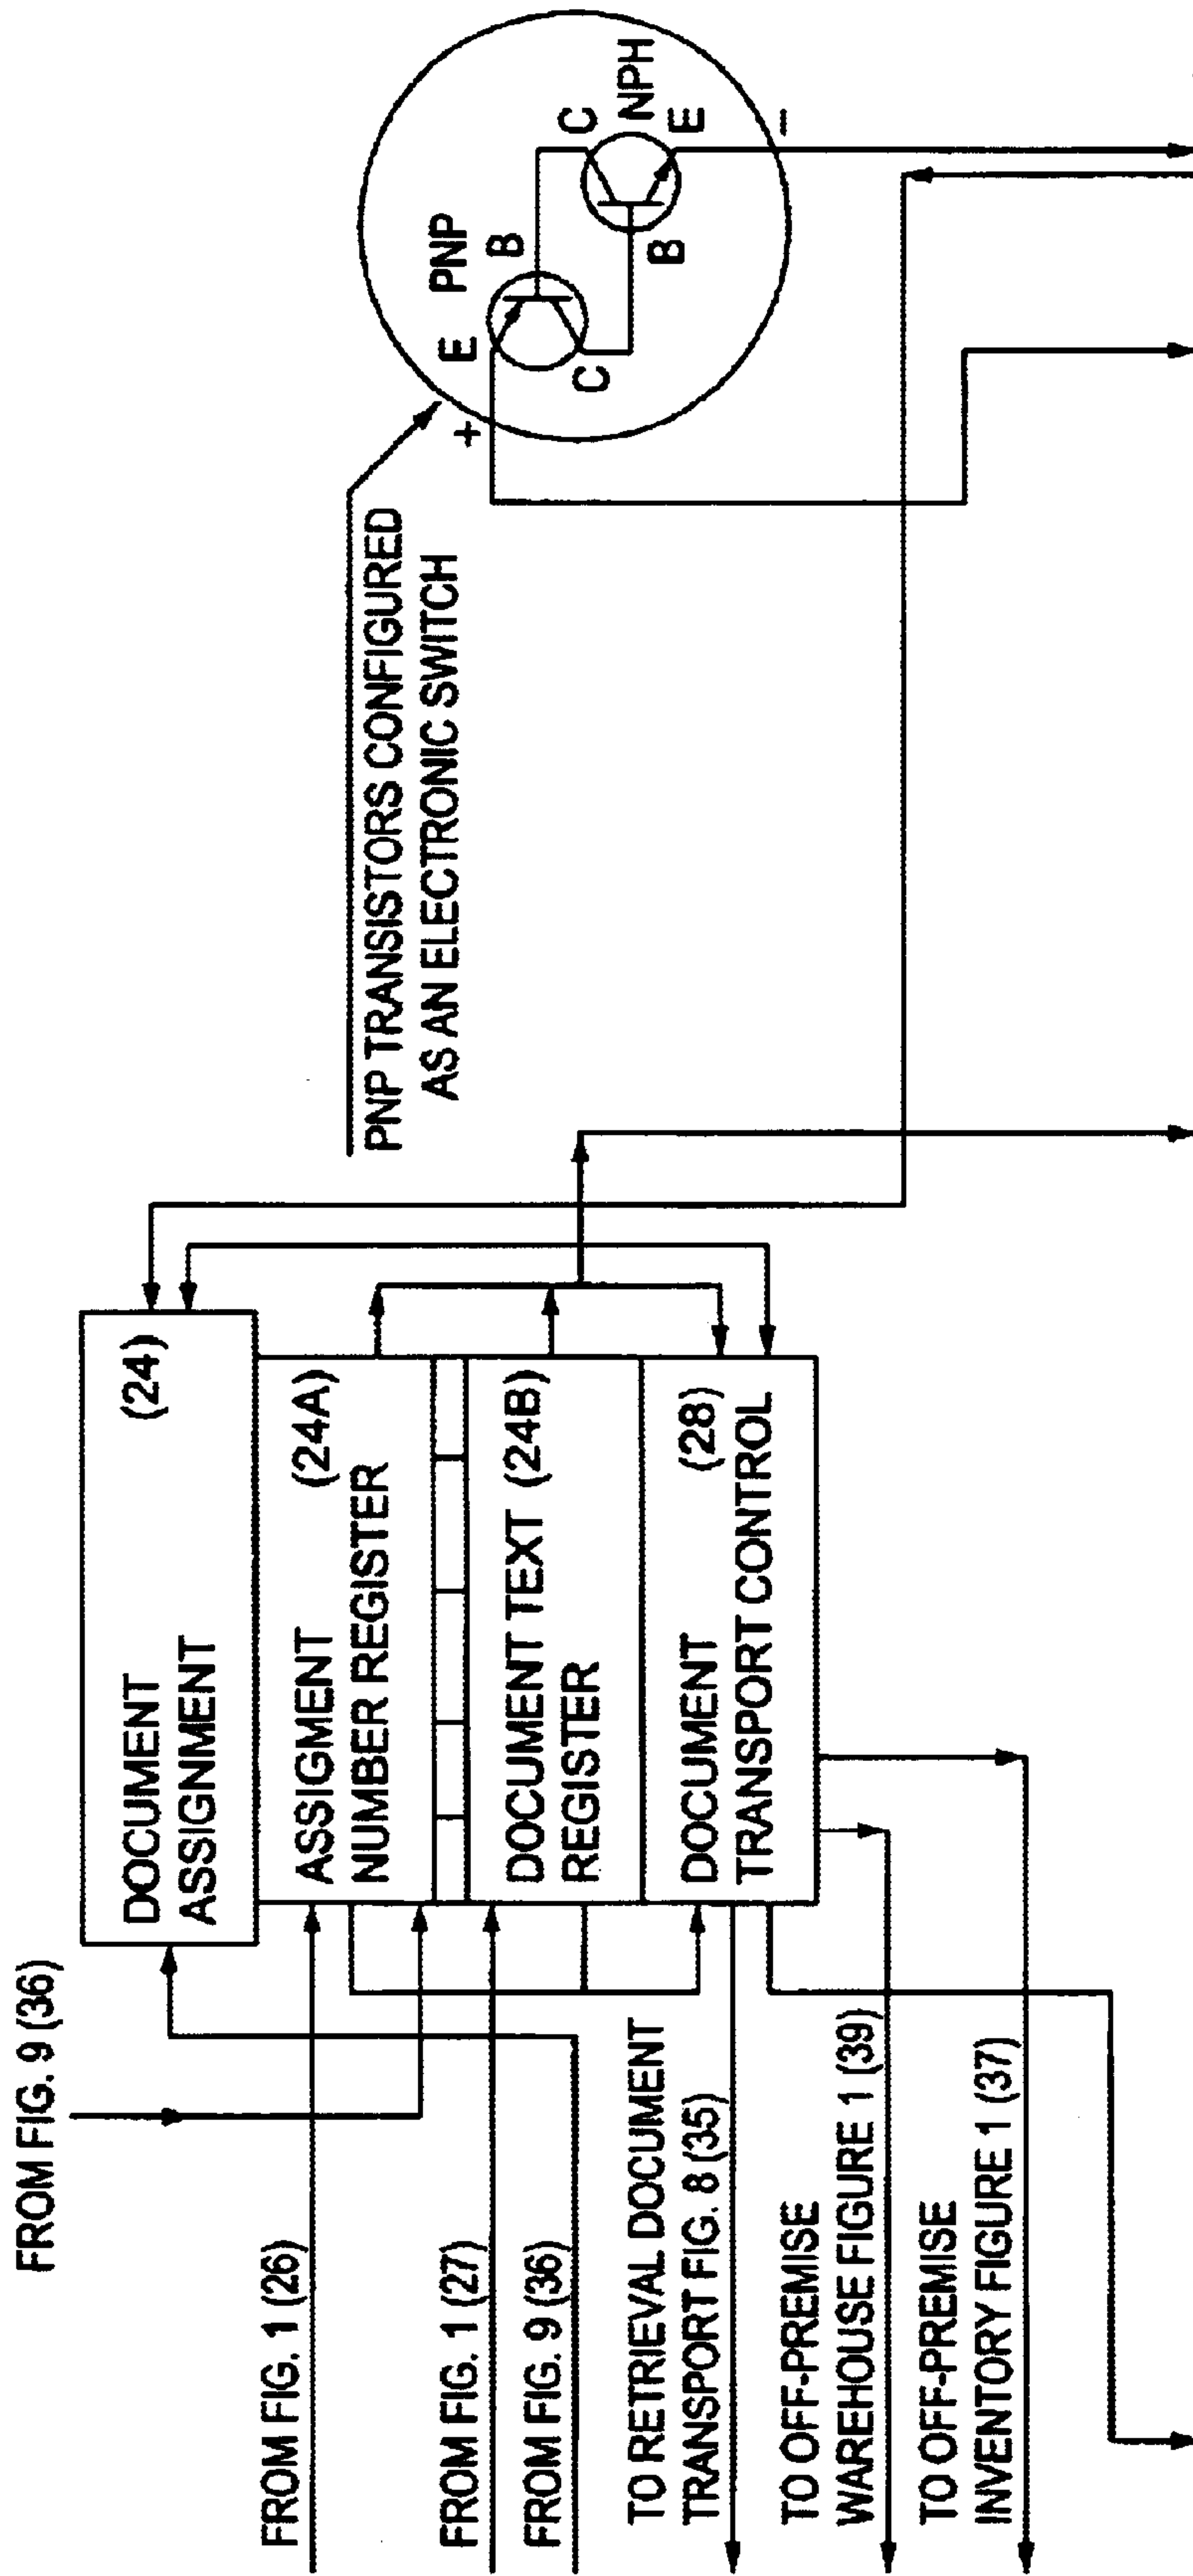 FROM FIG. 9 (36)
FROM FIG. 1 (26)
FROM FIG. 1 (27)
FROM FIG. 9 (36)
TO RETRIEVAL DOCUMENT
TRANSPORT FIG. 8 (35)
TO OFF-PREMISE
WAREHOUSE FIGURE 1 (39)
TO OFF-PREMISE
INVENTORY FIGURE 1 (37)
DOCUMENT (24)
ASSIGNMENT
ASSIGMENT (24A)
NUMBER REGISTER
DOCUMENT TEXT (24B)
REGISTER
DOCUMENT (28)
TRANSPORT CONTROL
PNP TRANSISTORS CONFIGURED
AS AN ELECTRONIC SWITCH
+
E
PNP
B
C
C
NPH
B
E
–